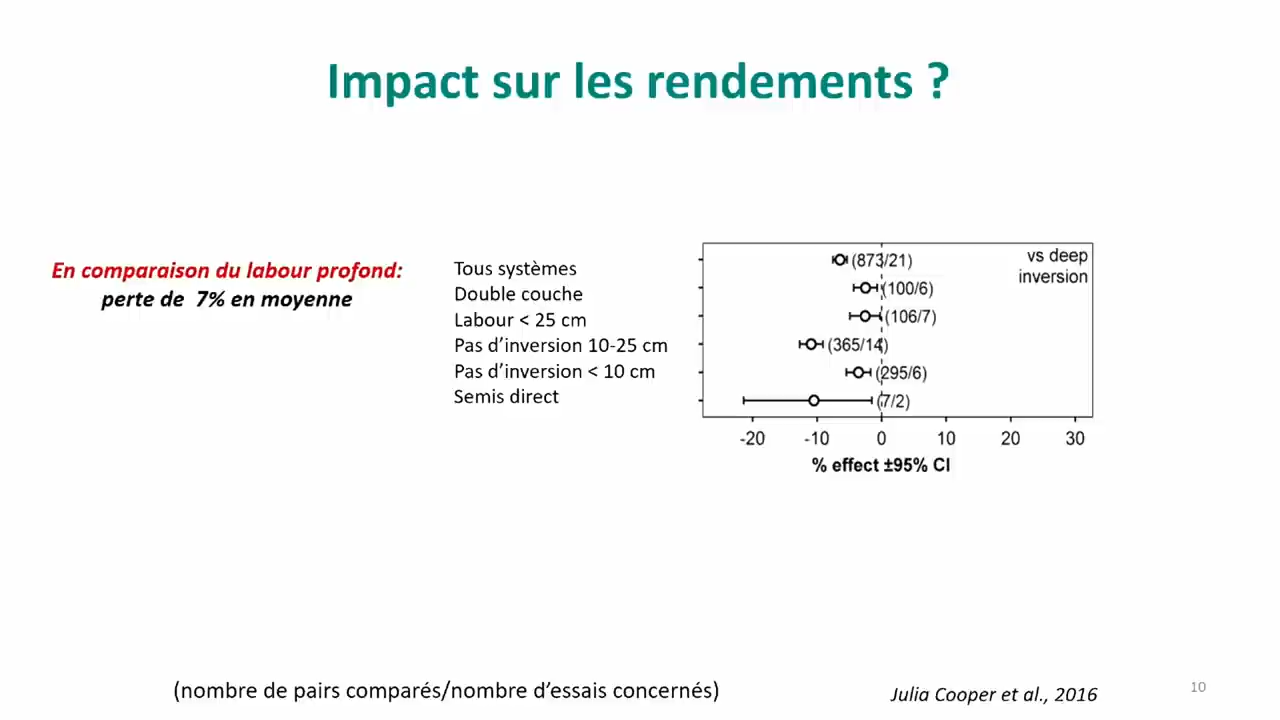 Impact sur les rendements ?
En comparaison du labour profond:
perte de 7% en moyenne
Tous systèmes
Double couche
Labour < 25 cm
Pas d’inversion 10-25 cm
Pas d’inversion < 10 cm
Semis direct
vs deep
inversion
(873/21)
(100/6)
(106/7)
(365/14)
(295/6)
(7/2)
-20 -10 0 10 20 30
% effect ±95% CI
(nombre de pairs comparés/nombre d’essais concernés)
Julia Cooper et al., 2016
10